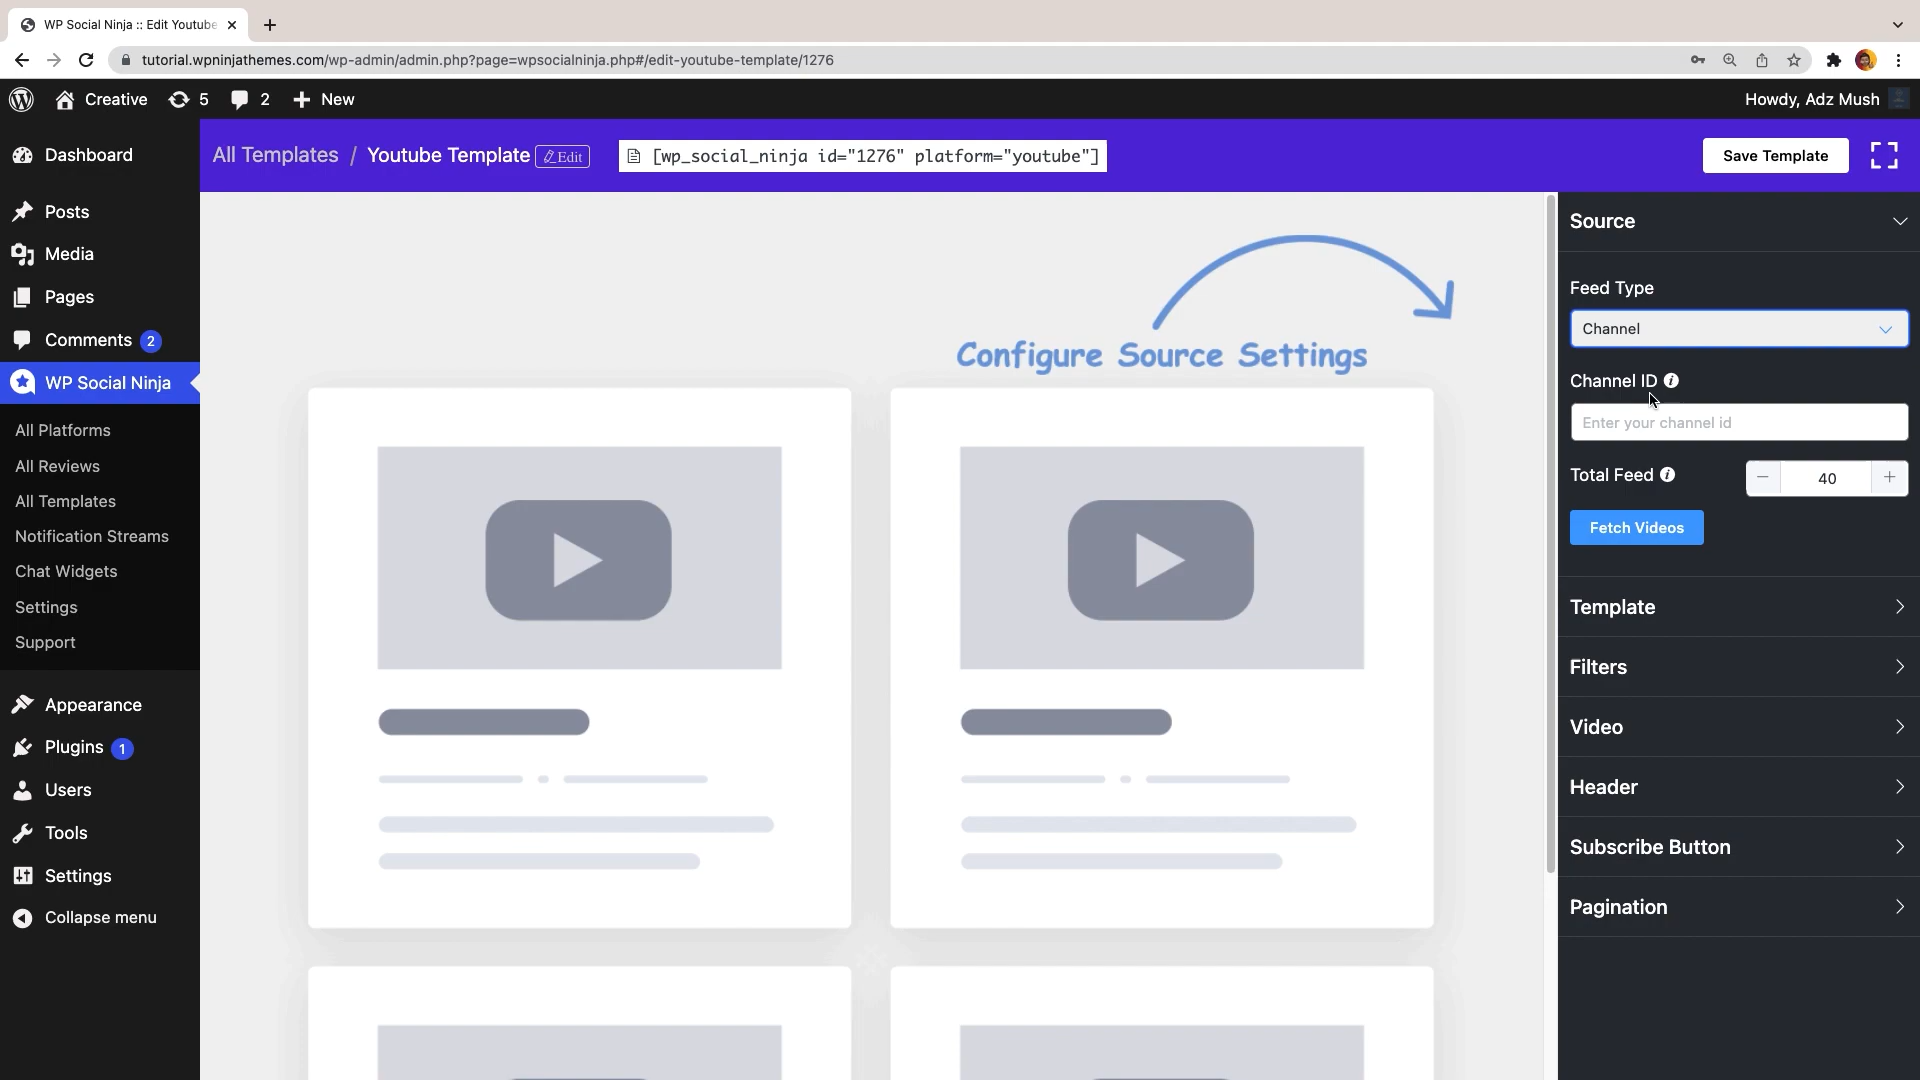 WP Social Ninja :: Edit Youtube
tutorial.wpninjathemes.com/wp-admin/admin.php?page=wpsocialninja.php#/edit-youtube-template/1276
Creative 5 2 New
Howdy, Adz Mush
Dashboard
Posts
Media
Pages
Comments 2
WP Social Ninja
All Platforms
All Reviews
All Templates
Notification Streams
Chat Widgets
Settings
Support
Appearance
Plugins 1
Users
Tools
Settings
Collapse menu
All Templates / Youtube Template Edit
[wp_social_ninja id="1276" platform="youtube"]
Save Template
Configure Source Settings
Source
Feed Type
Channel
Channel ID
Enter your channel id
Total Feed
40
Fetch Videos
Template
Filters
Video
Header
Subscribe Button
Pagination